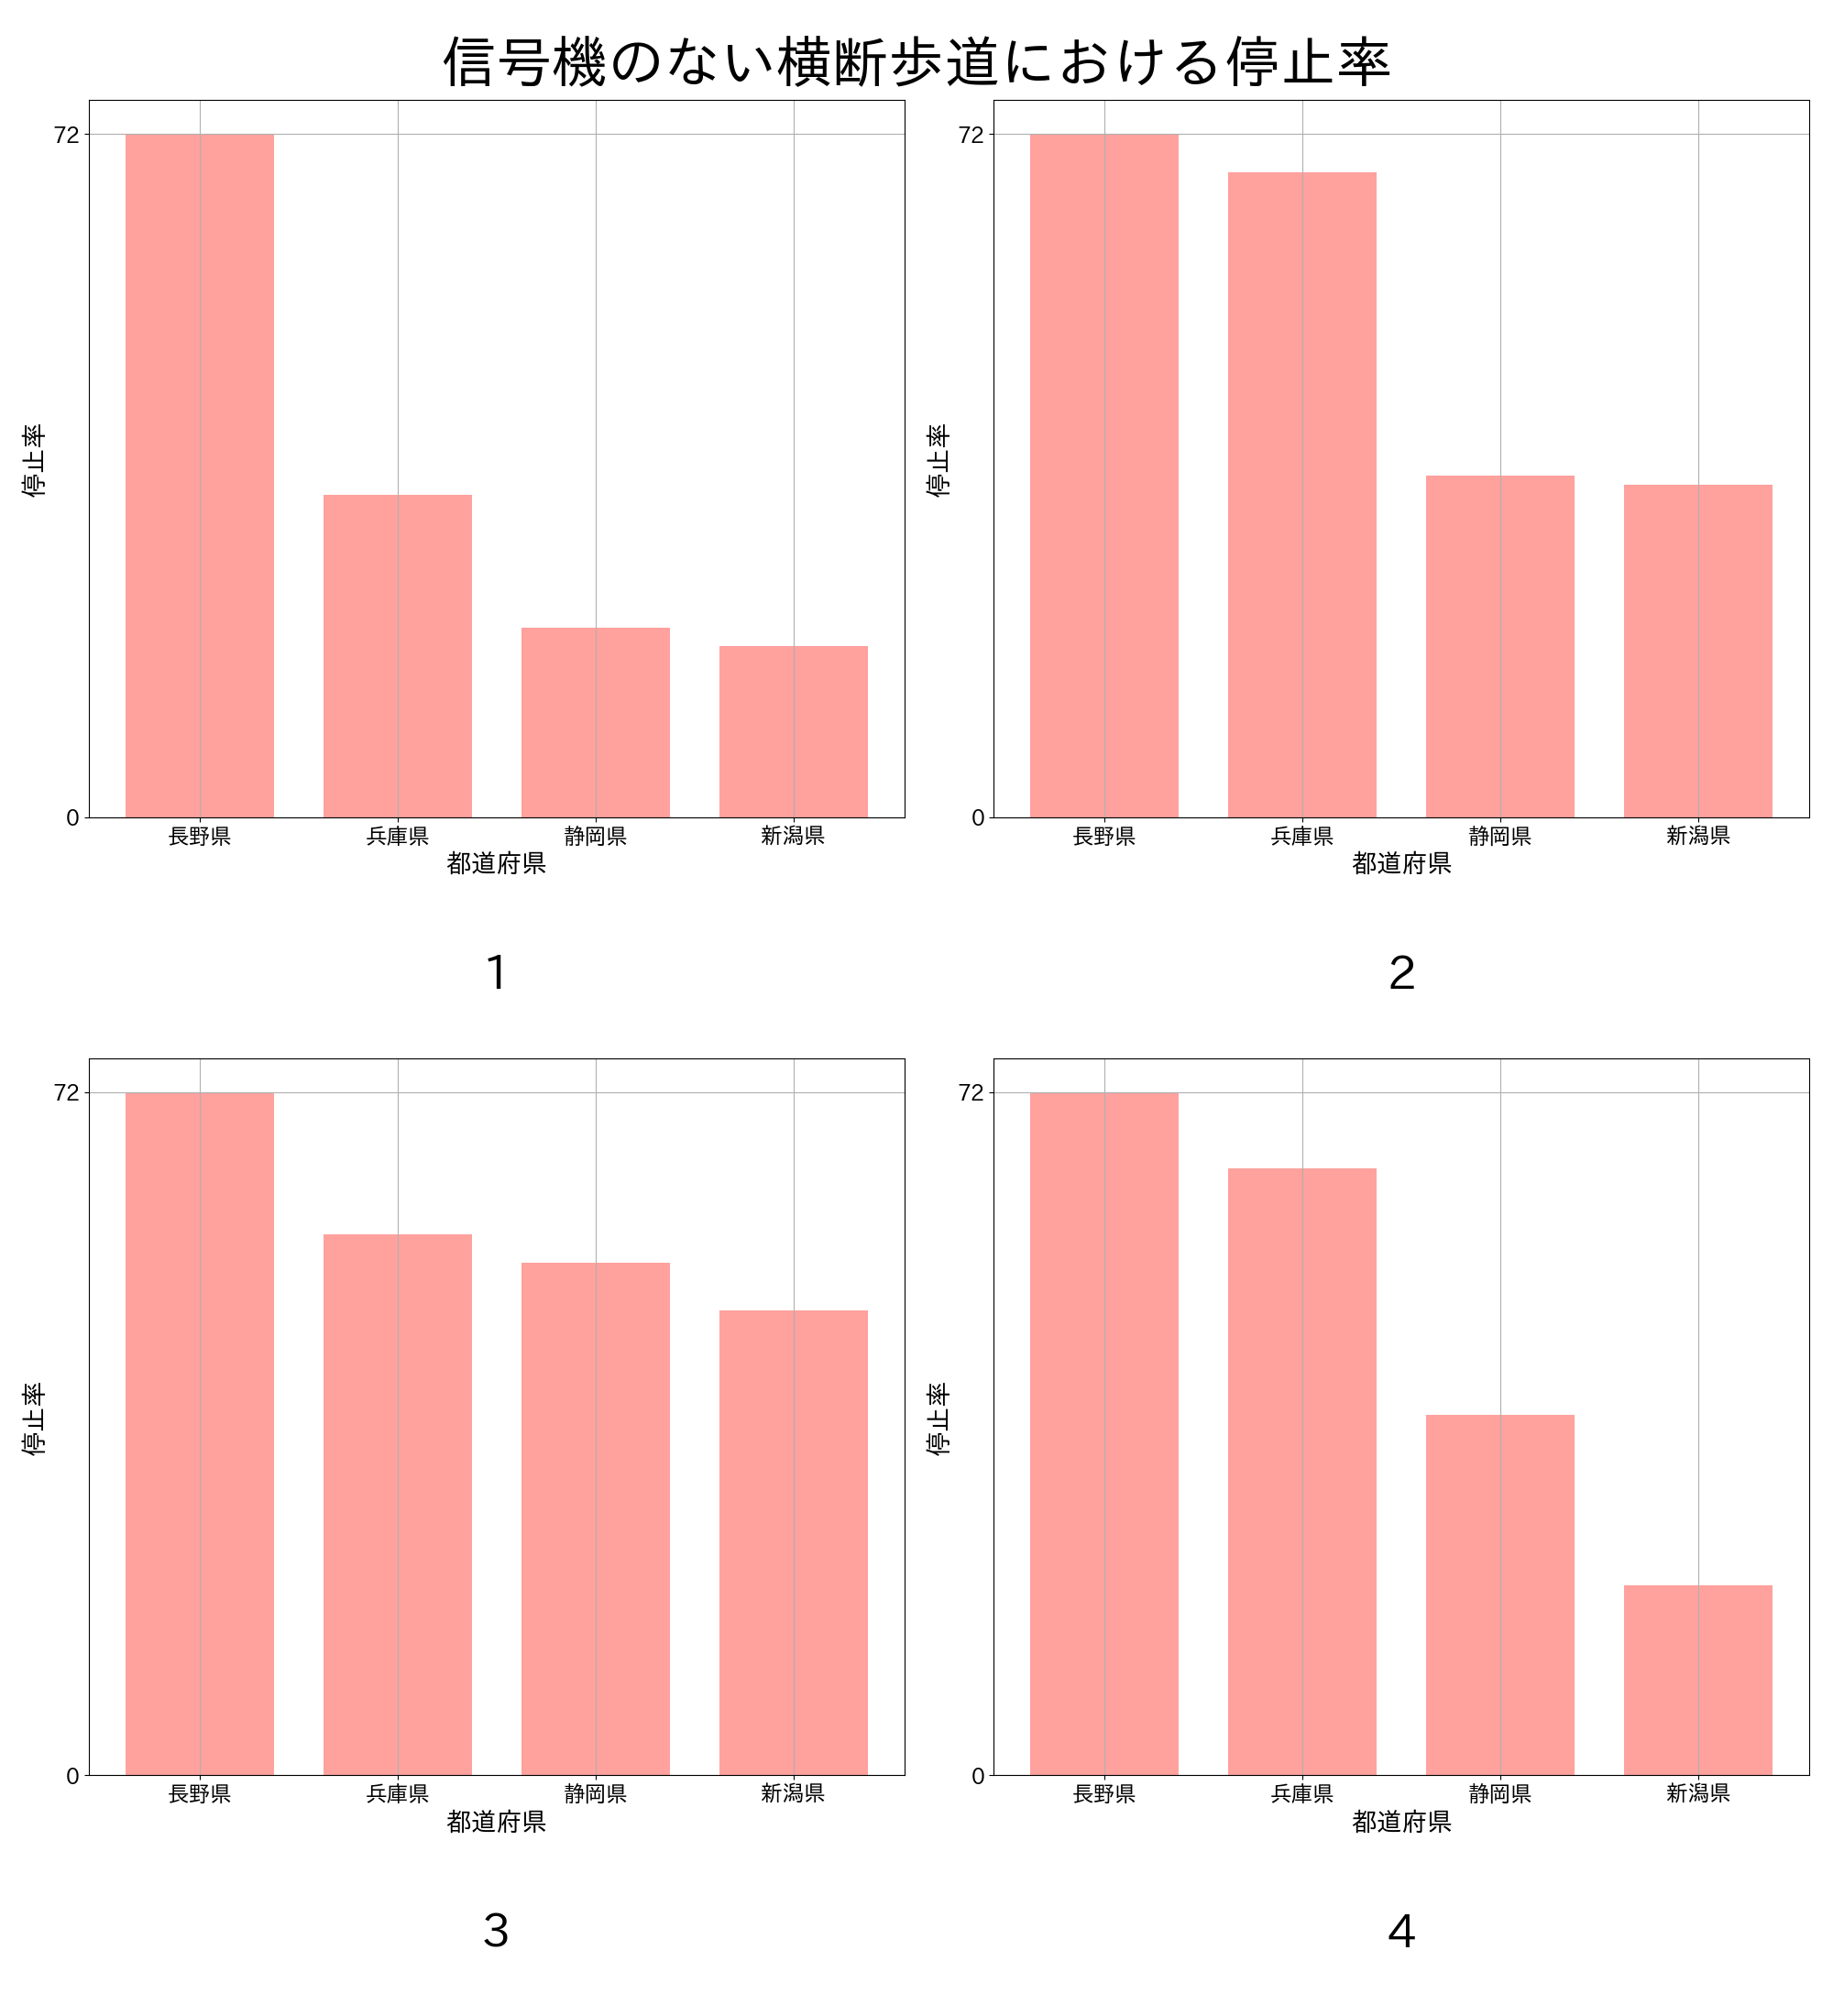 信号機のない横断歩道における停止率
72
0
停止率
長野県 兵庫県 静岡県 新潟県
都道府県
1
72
0
停止率
長野県 兵庫県 静岡県 新潟県
都道府県
2
72
0
停止率
長野県 兵庫県 静岡県 新潟県
都道府県
3
72
0
停止率
長野県 兵庫県 静岡県 新潟県
都道府県
4